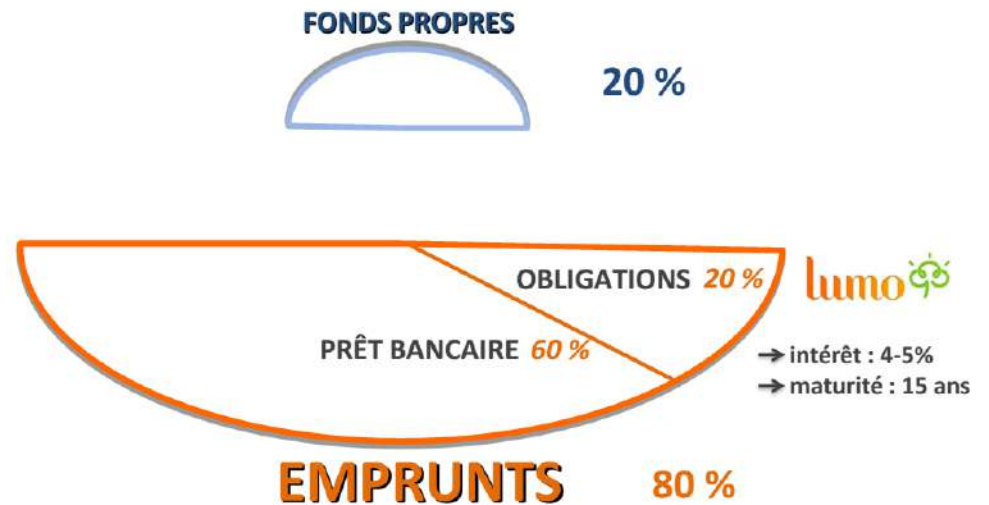 FONDS PROPRES
20 %
OBLIGATIONS 20 %
lumo
PRÊT BANCAIRE 60 %
→ intérêt : 4-5%
→ maturité : 15 ans
EMPRUNTS 80 %